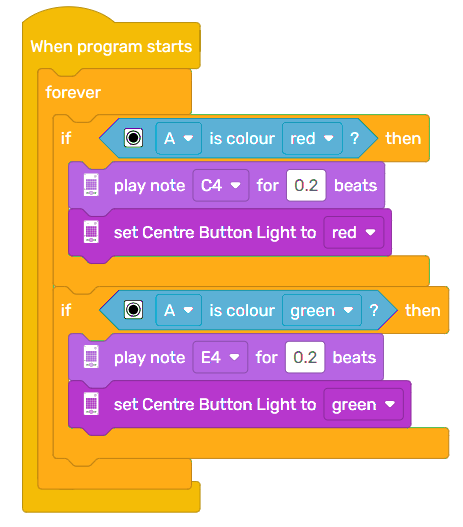 When program starts
forever
if A is colour red ? then
play note C4 for 0.2 beats
set Centre Button Light to red
if A is colour green ? then
play note E4 for 0.2 beats
set Centre Button Light to green